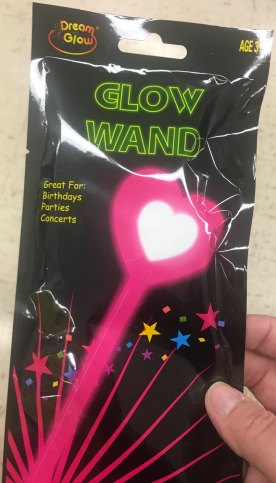 Dream
Glow
AGE 3
GLOW
WAND
Great For:
Birthdays
Parties
Concerts